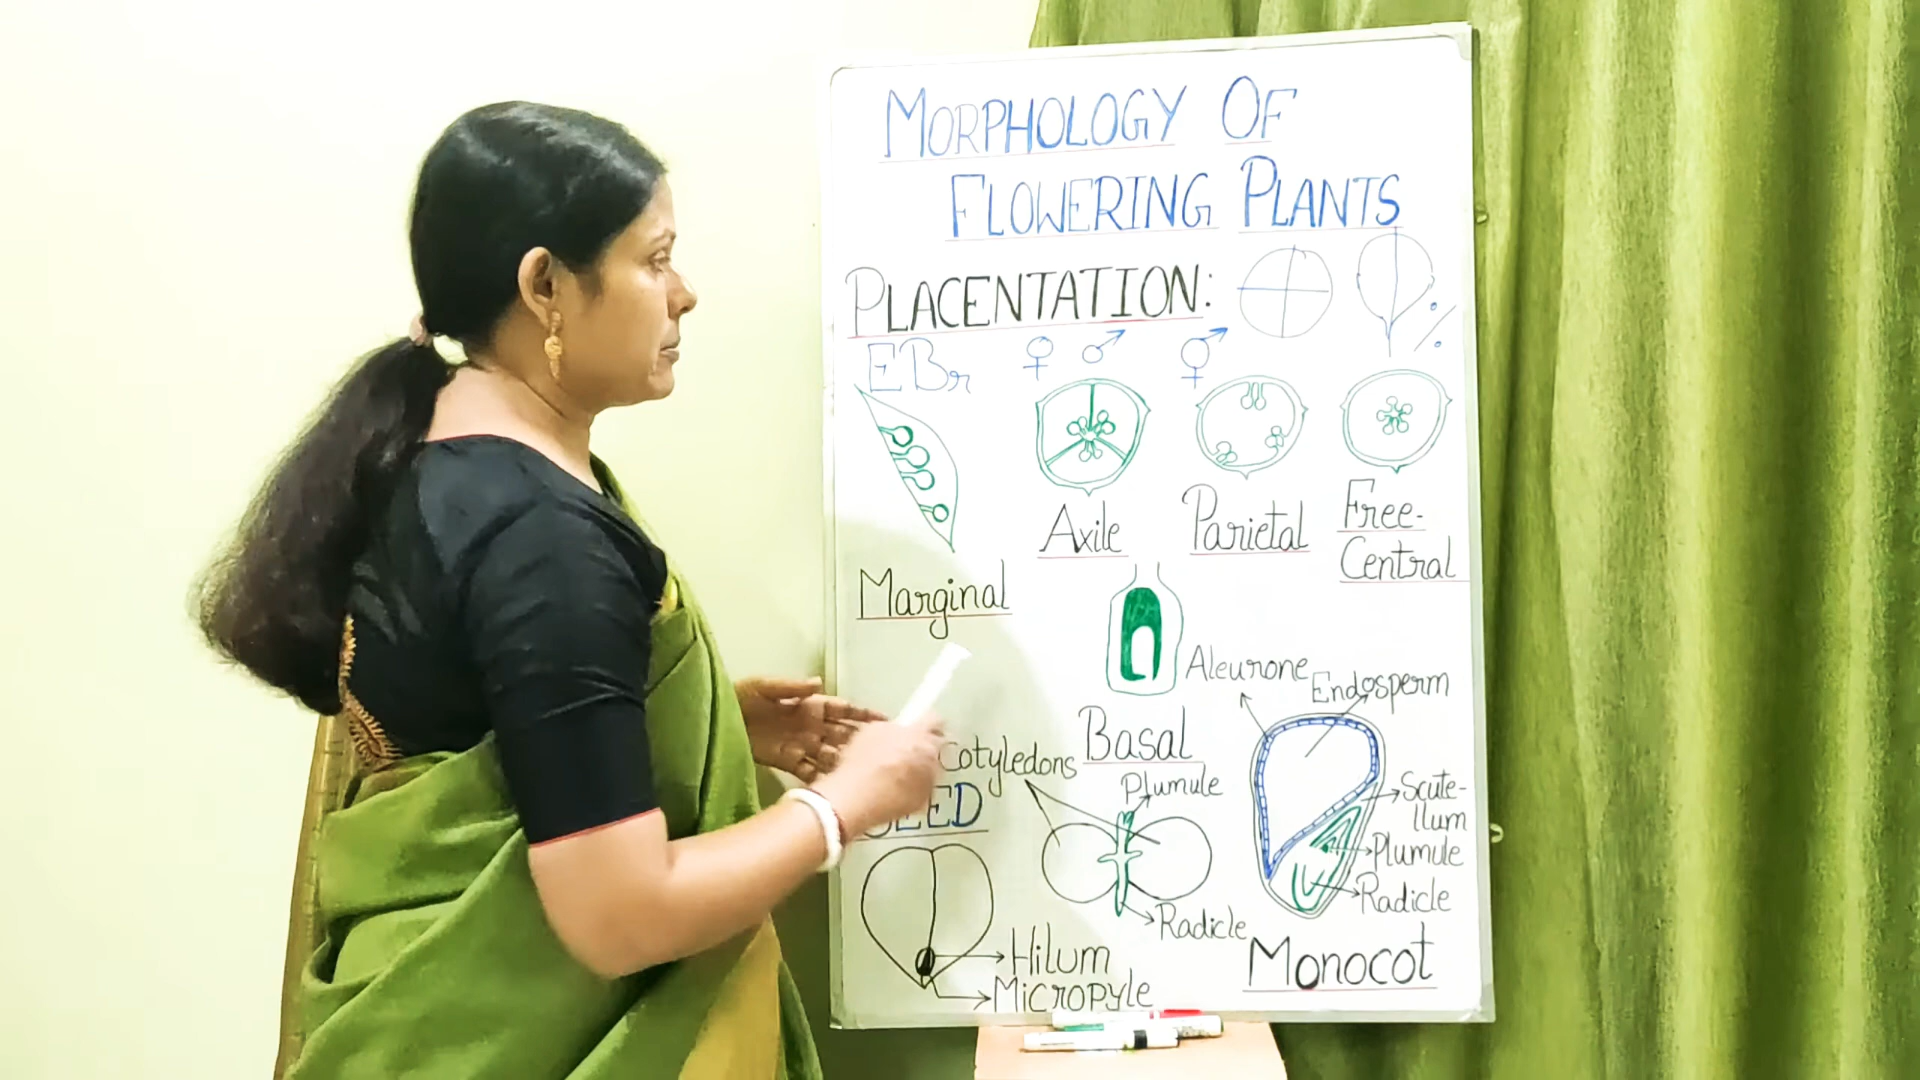 MORPHOLOGY OF
FLOWERING PLANTS
PLACENTATION:
EBr ♀ ♂ ⚥ %
Axile Parietal Free-
Central
Marginal
Basal
Aleurone Endosperm
Scute-
llum
Plumule
Radicle
Monocot
Cotyledons
Plumule
Radicle
Hilum
Micropyle